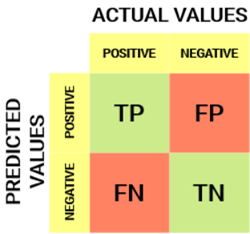 ACTUAL VALUES
POSITIVE NEGATIVE
PREDICTED
VALUES
POSITIVE
TP FP
NEGATIVE
FN TN